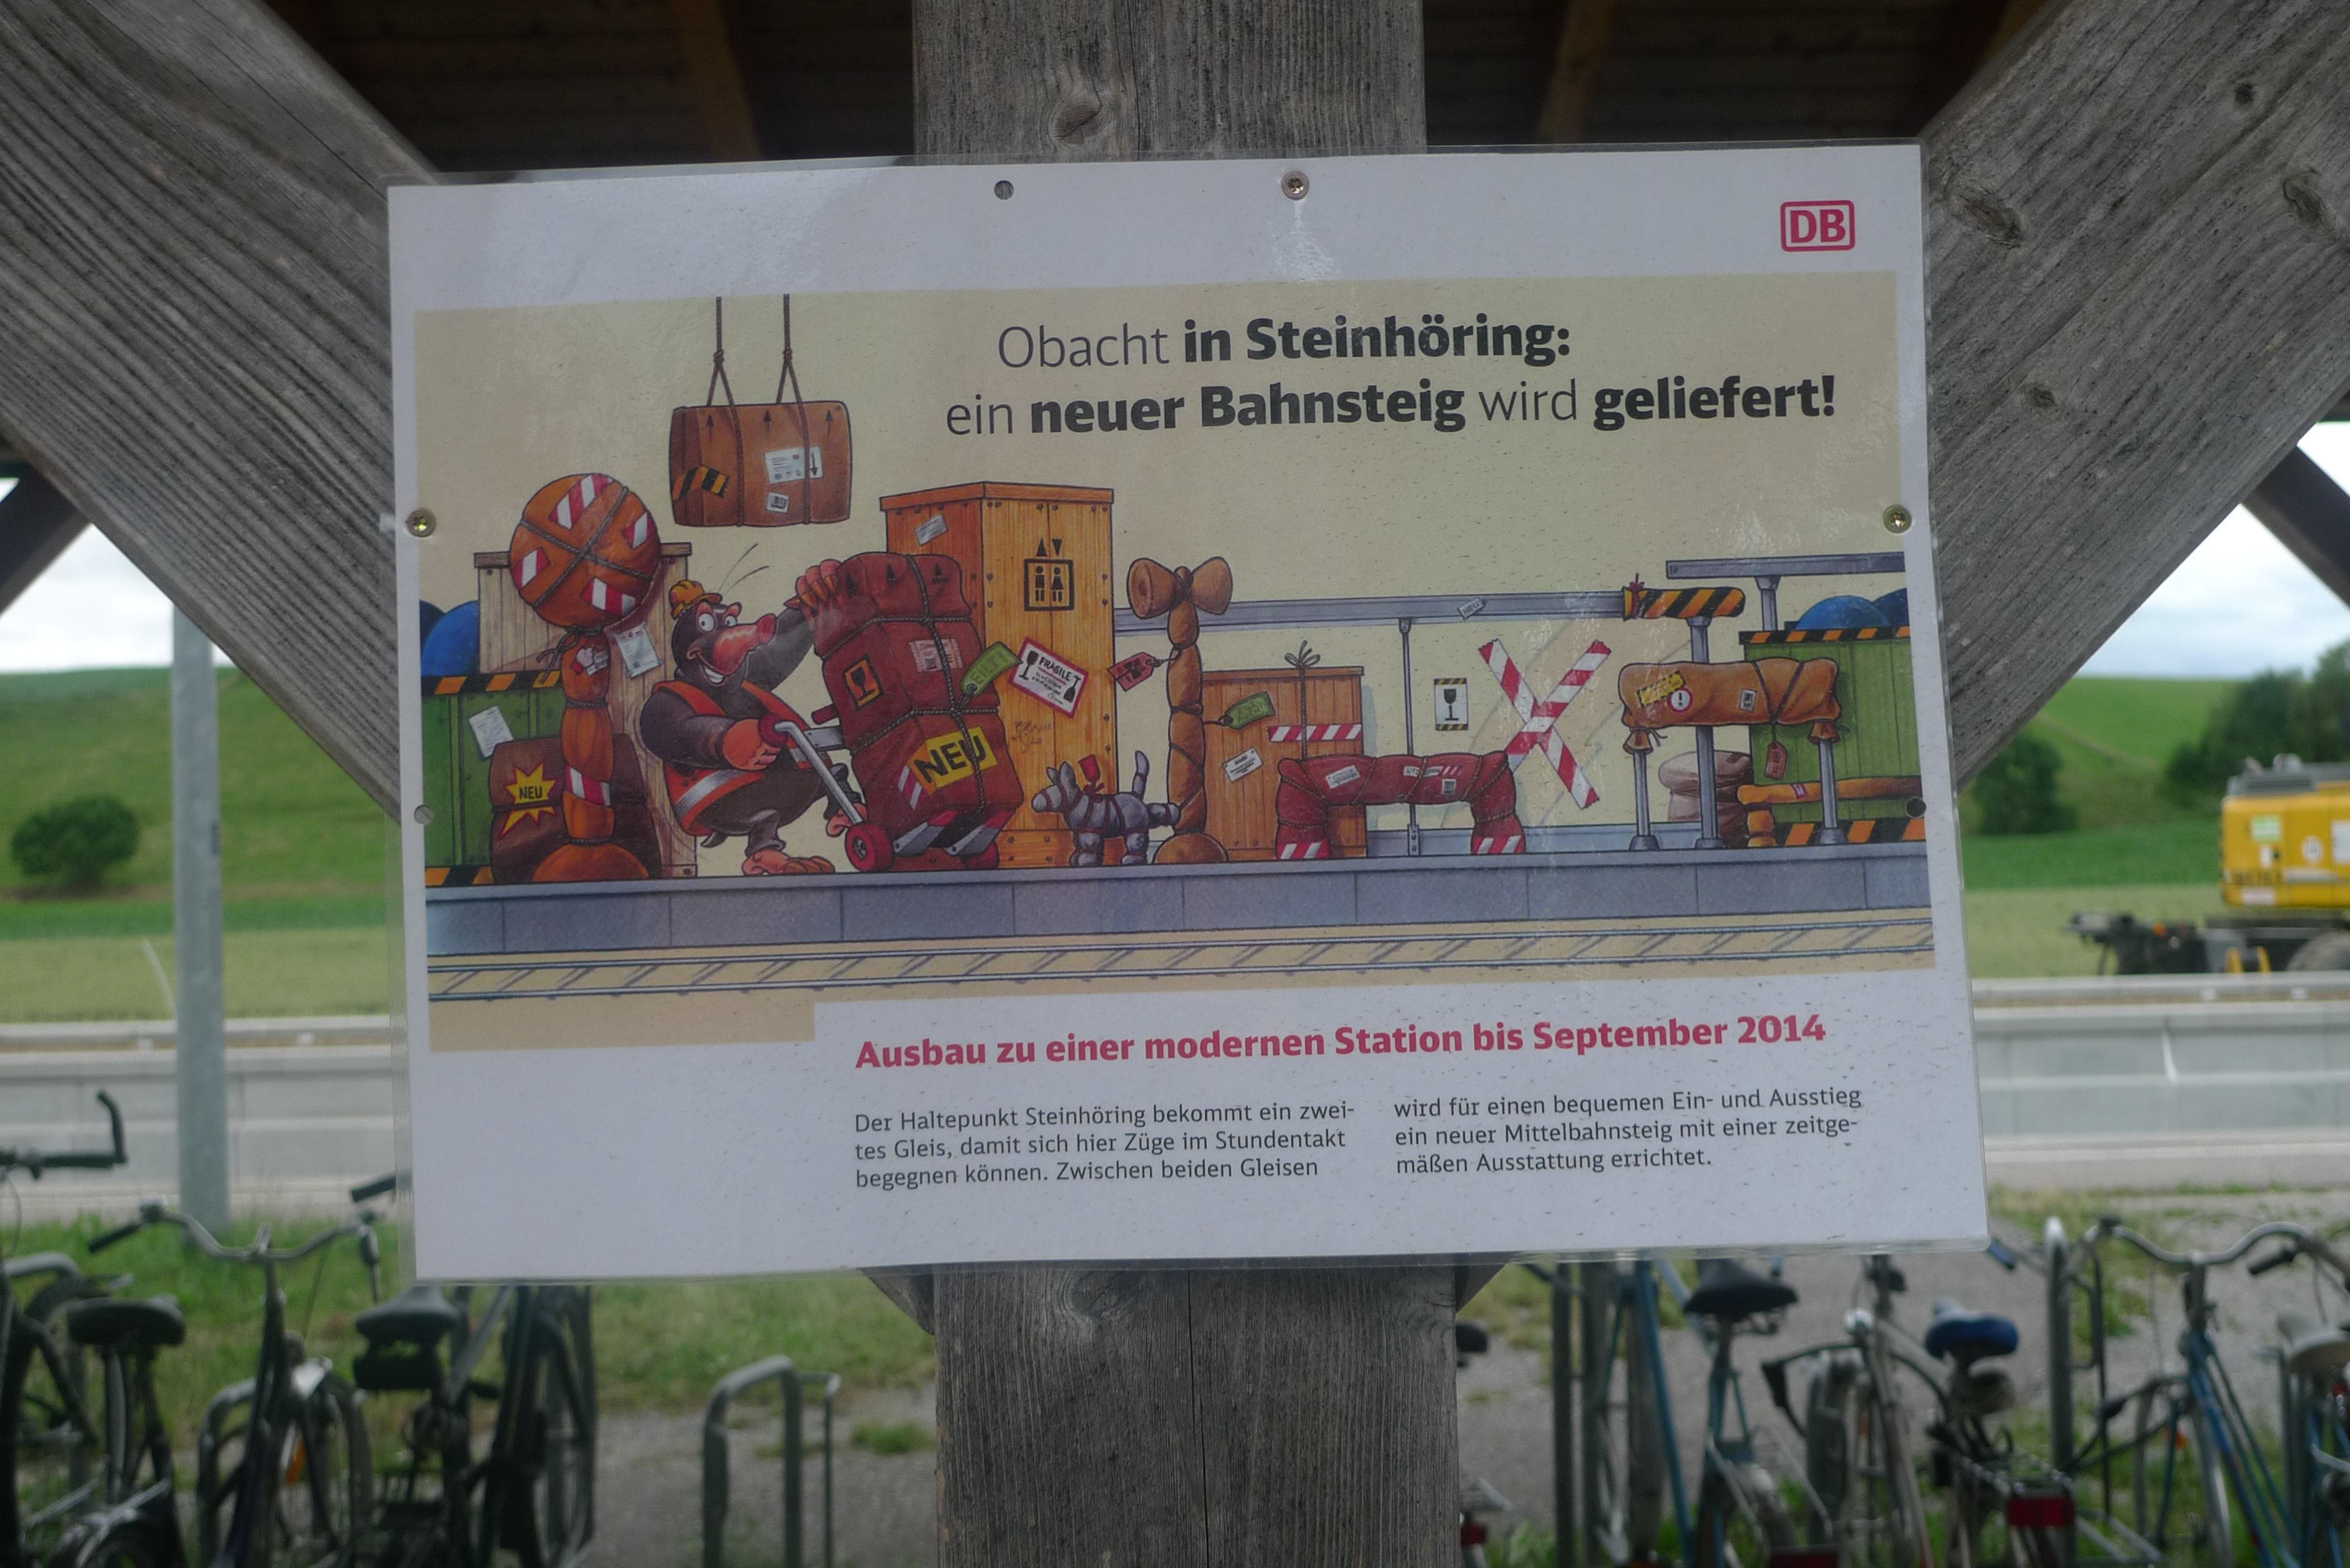 DB
Obacht in Steinhöring:
ein neuer Bahnsteig wird geliefert!
FRAGILE
NEU
NEU
Ausbau zu einer modernen Station bis September 2014
Der Haltepunkt Steinhöring bekommt ein zwei-
tes Gleis, damit sich hier Züge im Stundentakt
begegnen können. Zwischen beiden Gleisen
wird für einen bequemen Ein- und Ausstieg
ein neuer Mittelbahnsteig mit einer zeitge-
mäßen Ausstattung errichtet.